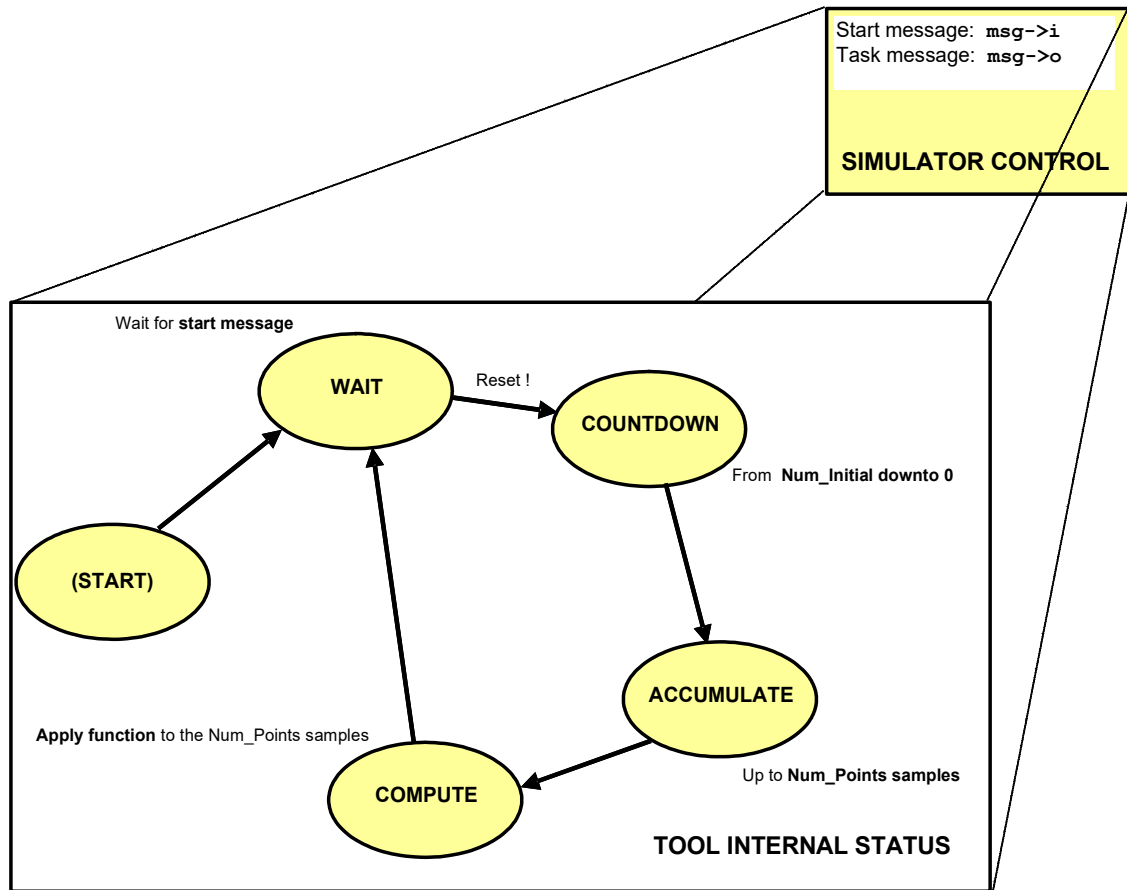 Start message: msg->i
Task message: msg->o
SIMULATOR CONTROL
Wait for start message
WAIT
Reset !
COUNTDOWN
From Num_Initial downto 0
(START)
ACCUMULATE
Apply function to the Num_Points samples
Up to Num_Points samples
COMPUTE
TOOL INTERNAL STATUS